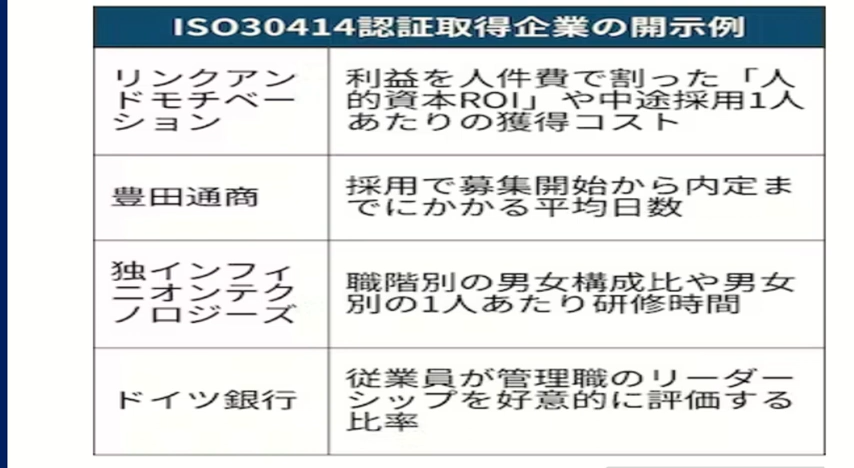 ISO30414認証取得企業の開示例
リンクアン
ドモチベー
ション
利益を人件費で割った「人
的資本ROI」や中途採用1人
あたりの獲得コスト
豊田通商
採用で募集開始から内定ま
でにかかる平均日数
独インフィ
ニオンテク
ノロジーズ
職階別の男女構成比や男女
別の1人あたり研修時間
ドイツ銀行
従業員が管理職のリーダー
シップを好意的に評価する
比率